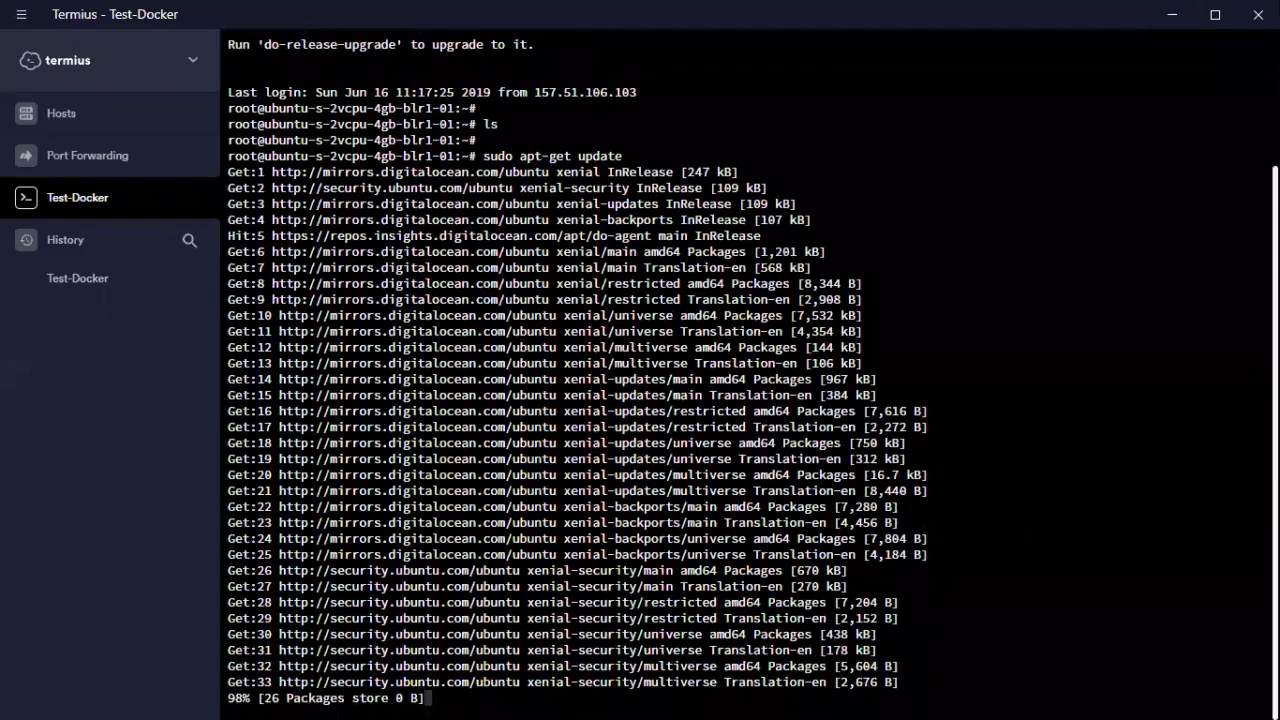 Termius - Test-Docker
termius
Hosts
Port Forwarding
Test-Docker
History
Test-Docker
Run 'do-release-upgrade' to upgrade to it.
Last login: Sun Jun 16 11:17:25 2019 from 157.51.106.103
root@ubuntu-s-2vcpu-4gb-blr1-01:~#
root@ubuntu-s-2vcpu-4gb-blr1-01:~# ls
root@ubuntu-s-2vcpu-4gb-blr1-01:~#
root@ubuntu-s-2vcpu-4gb-blr1-01:~# sudo apt-get update
Get:1 http://mirrors.digitalocean.com/ubuntu xenial InRelease [247 kB]
Get:2 http://security.ubuntu.com/ubuntu xenial-security InRelease [109 kB]
Get:3 http://mirrors.digitalocean.com/ubuntu xenial-updates InRelease [109 kB]
Get:4 http://mirrors.digitalocean.com/ubuntu xenial-backports InRelease [107 kB]
Hit:5 https://repos.insights.digitalocean.com/apt/do-agent main InRelease
Get:6 http://mirrors.digitalocean.com/ubuntu xenial/main amd64 Packages [1,201 kB]
Get:7 http://mirrors.digitalocean.com/ubuntu xenial/main Translation-en [568 kB]
Get:8 http://mirrors.digitalocean.com/ubuntu xenial/restricted amd64 Packages [8,344 B]
Get:9 http://mirrors.digitalocean.com/ubuntu xenial/restricted Translation-en [2,908 B]
Get:10 http://mirrors.digitalocean.com/ubuntu xenial/universe amd64 Packages [7,532 kB]
Get:11 http://mirrors.digitalocean.com/ubuntu xenial/universe Translation-en [4,354 kB]
Get:12 http://mirrors.digitalocean.com/ubuntu xenial/multiverse amd64 Packages [144 kB]
Get:13 http://mirrors.digitalocean.com/ubuntu xenial/multiverse Translation-en [106 kB]
Get:14 http://mirrors.digitalocean.com/ubuntu xenial-updates/main amd64 Packages [967 kB]
Get:15 http://mirrors.digitalocean.com/ubuntu xenial-updates/main Translation-en [384 kB]
Get:16 http://mirrors.digitalocean.com/ubuntu xenial-updates/restricted amd64 Packages [7,616 B]
Get:17 http://mirrors.digitalocean.com/ubuntu xenial-updates/restricted Translation-en [2,272 B]
Get:18 http://mirrors.digitalocean.com/ubuntu xenial-updates/universe amd64 Packages [750 kB]
Get:19 http://mirrors.digitalocean.com/ubuntu xenial-updates/universe Translation-en [312 kB]
Get:20 http://mirrors.digitalocean.com/ubuntu xenial-updates/multiverse amd64 Packages [16.7 kB]
Get:21 http://mirrors.digitalocean.com/ubuntu xenial-updates/multiverse Translation-en [8,440 B]
Get:22 http://mirrors.digitalocean.com/ubuntu xenial-backports/main amd64 Packages [7,280 B]
Get:23 http://mirrors.digitalocean.com/ubuntu xenial-backports/main Translation-en [4,456 B]
Get:24 http://mirrors.digitalocean.com/ubuntu xenial-backports/universe amd64 Packages [7,804 B]
Get:25 http://mirrors.digitalocean.com/ubuntu xenial-backports/universe Translation-en [4,184 B]
Get:26 http://security.ubuntu.com/ubuntu xenial-security/main amd64 Packages [670 kB]
Get:27 http://security.ubuntu.com/ubuntu xenial-security/main Translation-en [270 kB]
Get:28 http://security.ubuntu.com/ubuntu xenial-security/restricted amd64 Packages [7,204 B]
Get:29 http://security.ubuntu.com/ubuntu xenial-security/restricted Translation-en [2,152 B]
Get:30 http://security.ubuntu.com/ubuntu xenial-security/universe amd64 Packages [438 kB]
Get:31 http://security.ubuntu.com/ubuntu xenial-security/universe Translation-en [178 kB]
Get:32 http://security.ubuntu.com/ubuntu xenial-security/multiverse amd64 Packages [5,604 B]
Get:33 http://security.ubuntu.com/ubuntu xenial-security/multiverse Translation-en [2,676 B]
98% [26 Packages store 0 B]